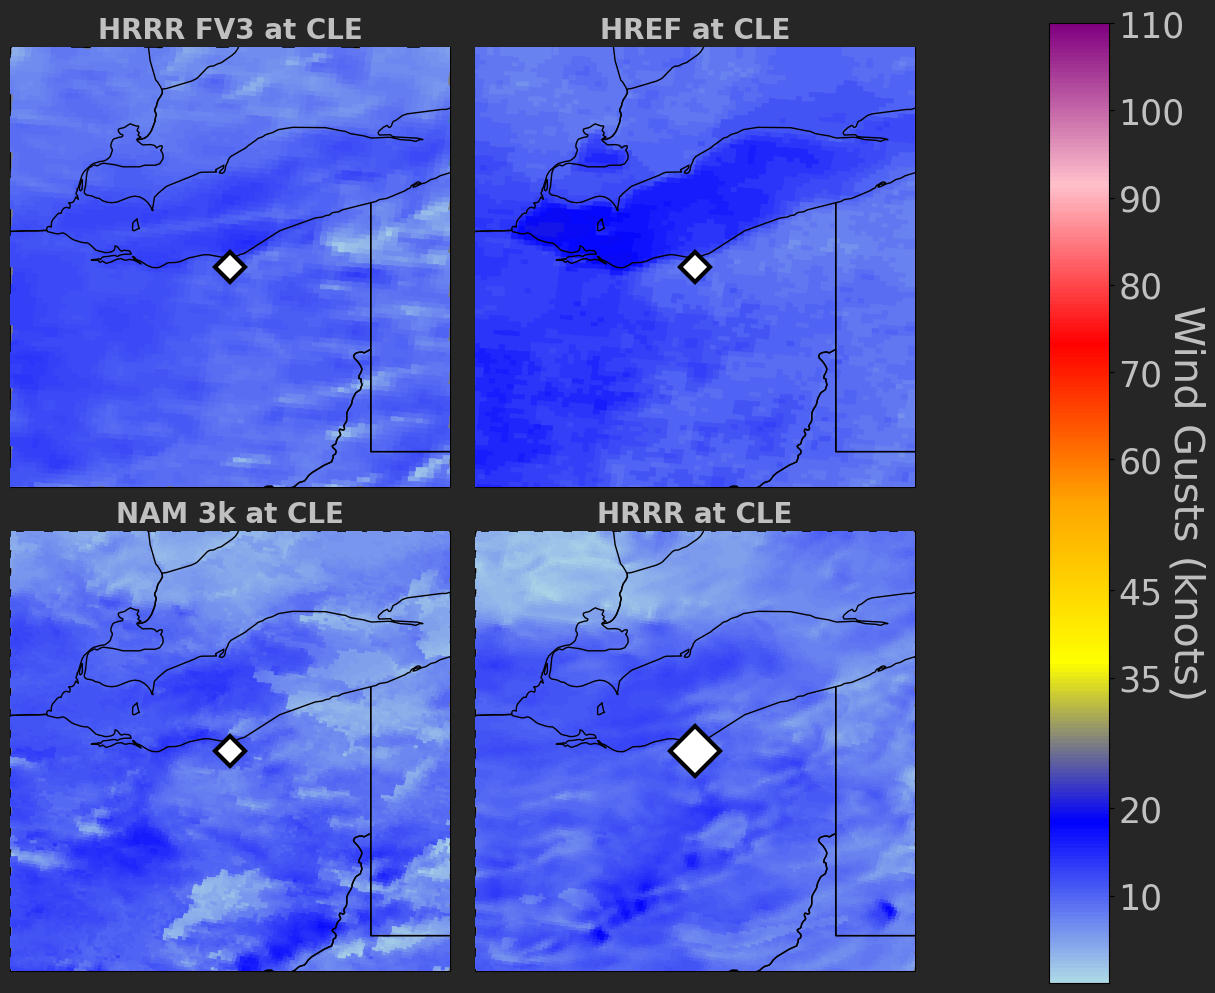 HRRR FV3 at CLE
HREF at CLE
NAM 3k at CLE
HRRR at CLE
110
100
90
80
70
60
45
35
20
10
Wind Gusts (knots)